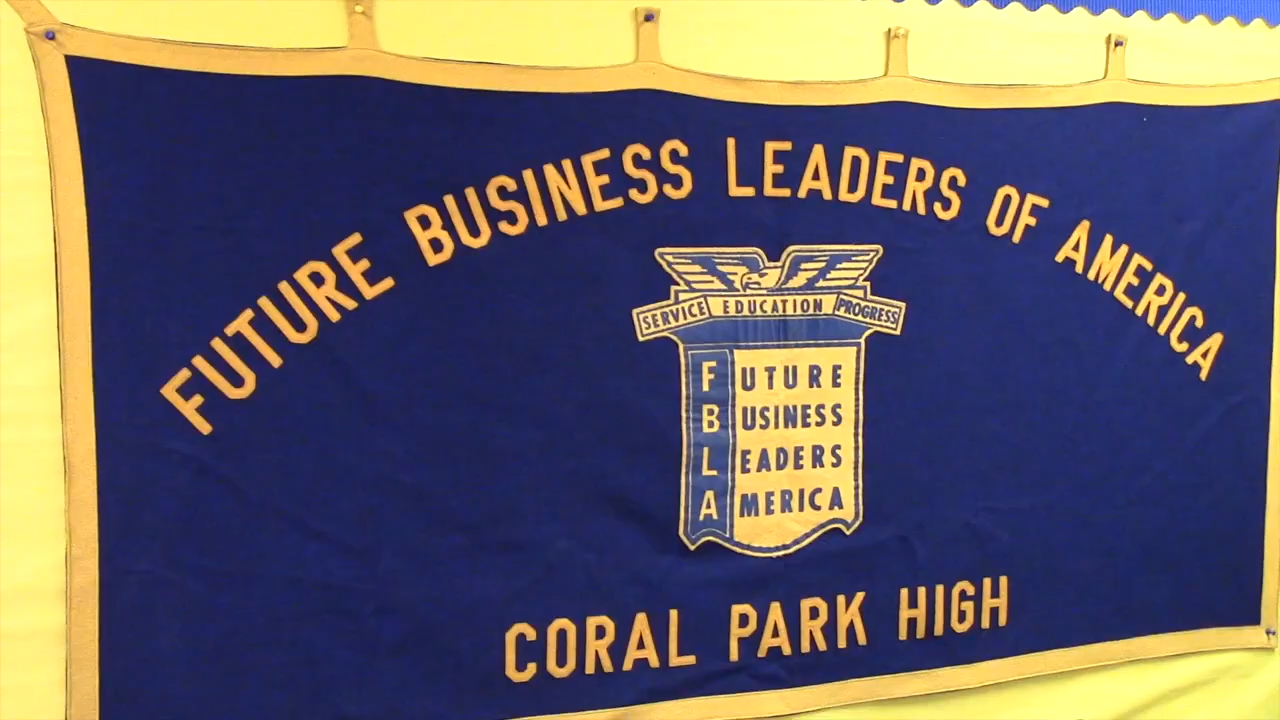 FUTURE BUSINESS LEADERS OF AMERICA
SERVICE EDUCATION PROGRESS
FUTURE
BUSINESS
LEADERS
AMERICA
CORAL PARK HIGH